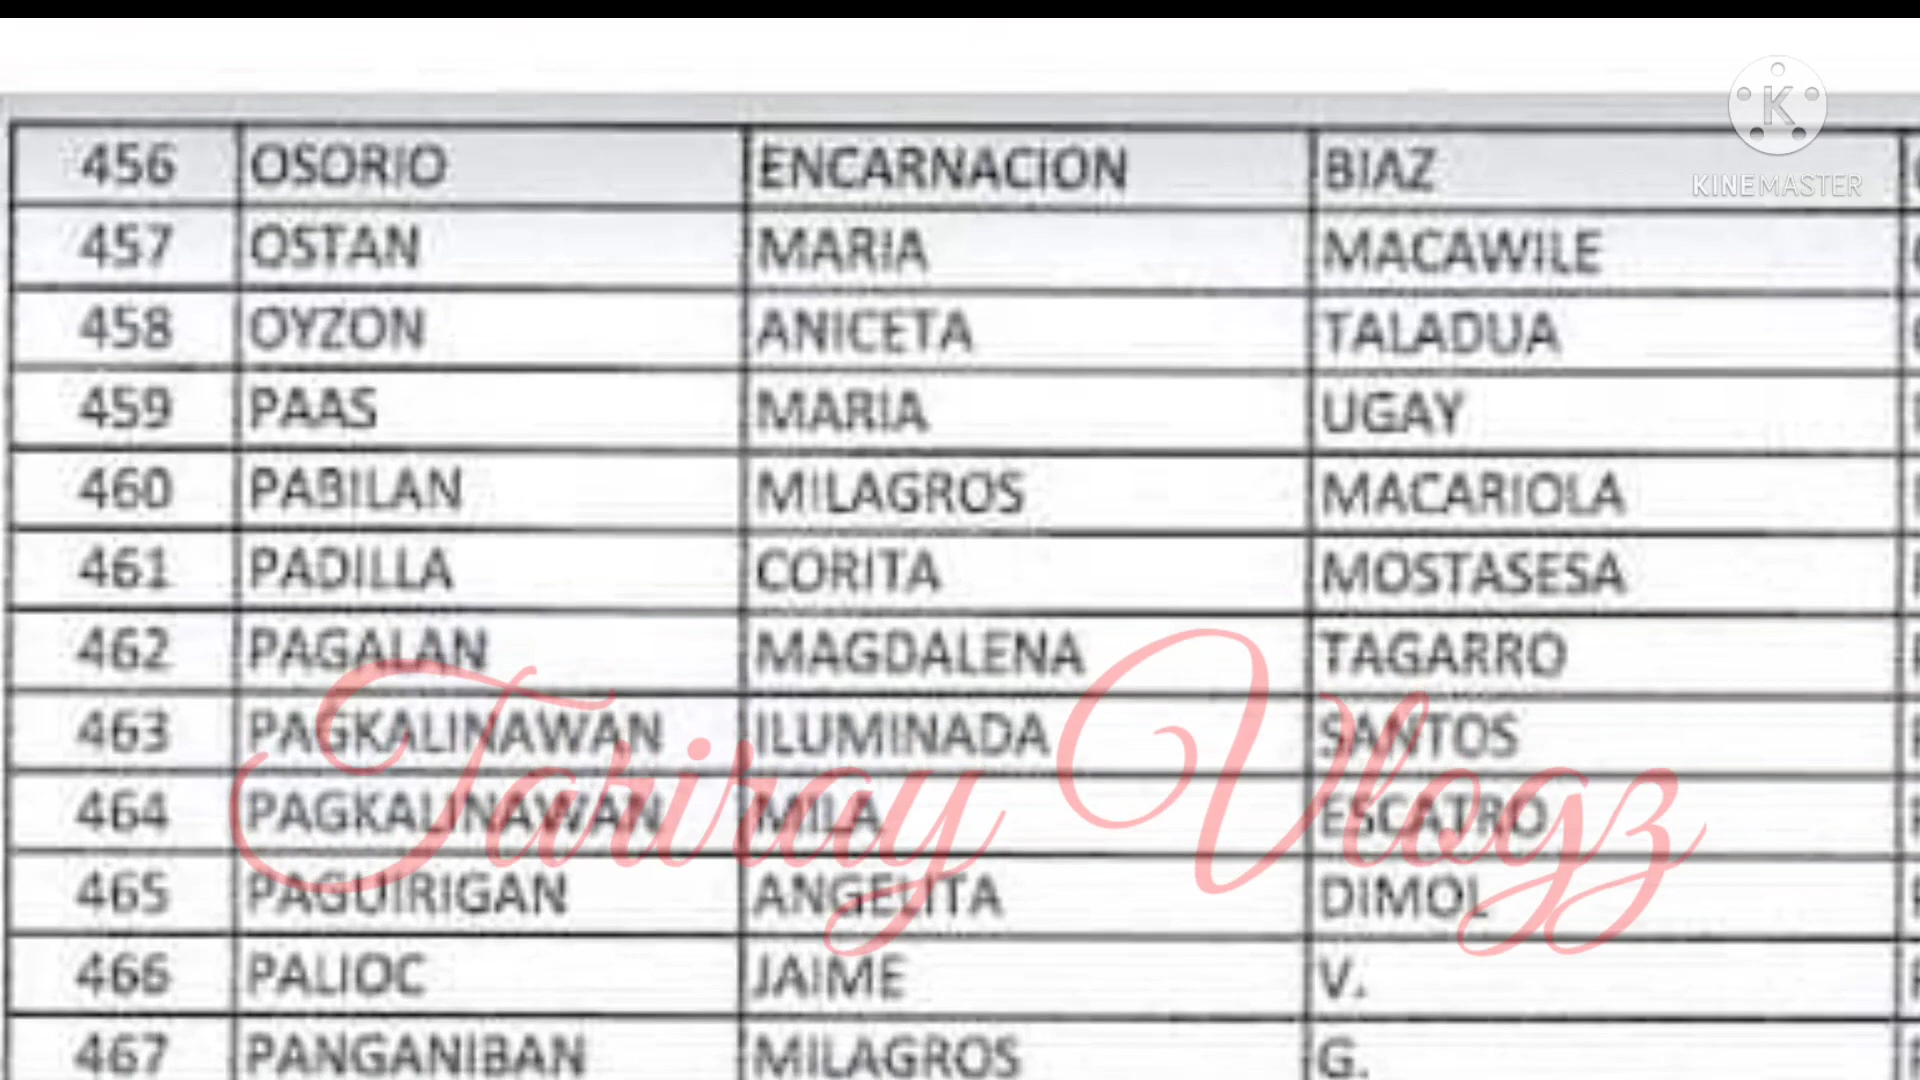 KINEMASTER
456 OSORIO ENCARNACION BIAZ
457 OSTAN MARIA MACAWILE
458 OYZON ANICETA TALADUA
459 PAAS MARIA UGAY
460 PABILAN MILAGROS MACARIOLA
461 PADILLA CORITA MOSTASESA
462 PAGALAN MAGDALENA TAGARRO
463 PAGKALINAWAN ILUMINADA SANTOS
464 PAGKALINAWAN MILA ESCATRO
465 PAGUIRIGAN ANGELITA DIMOL
466 PALIOC JAIME V.
467 PANGANIBAN MILAGROS G.
Tariray Vlogz